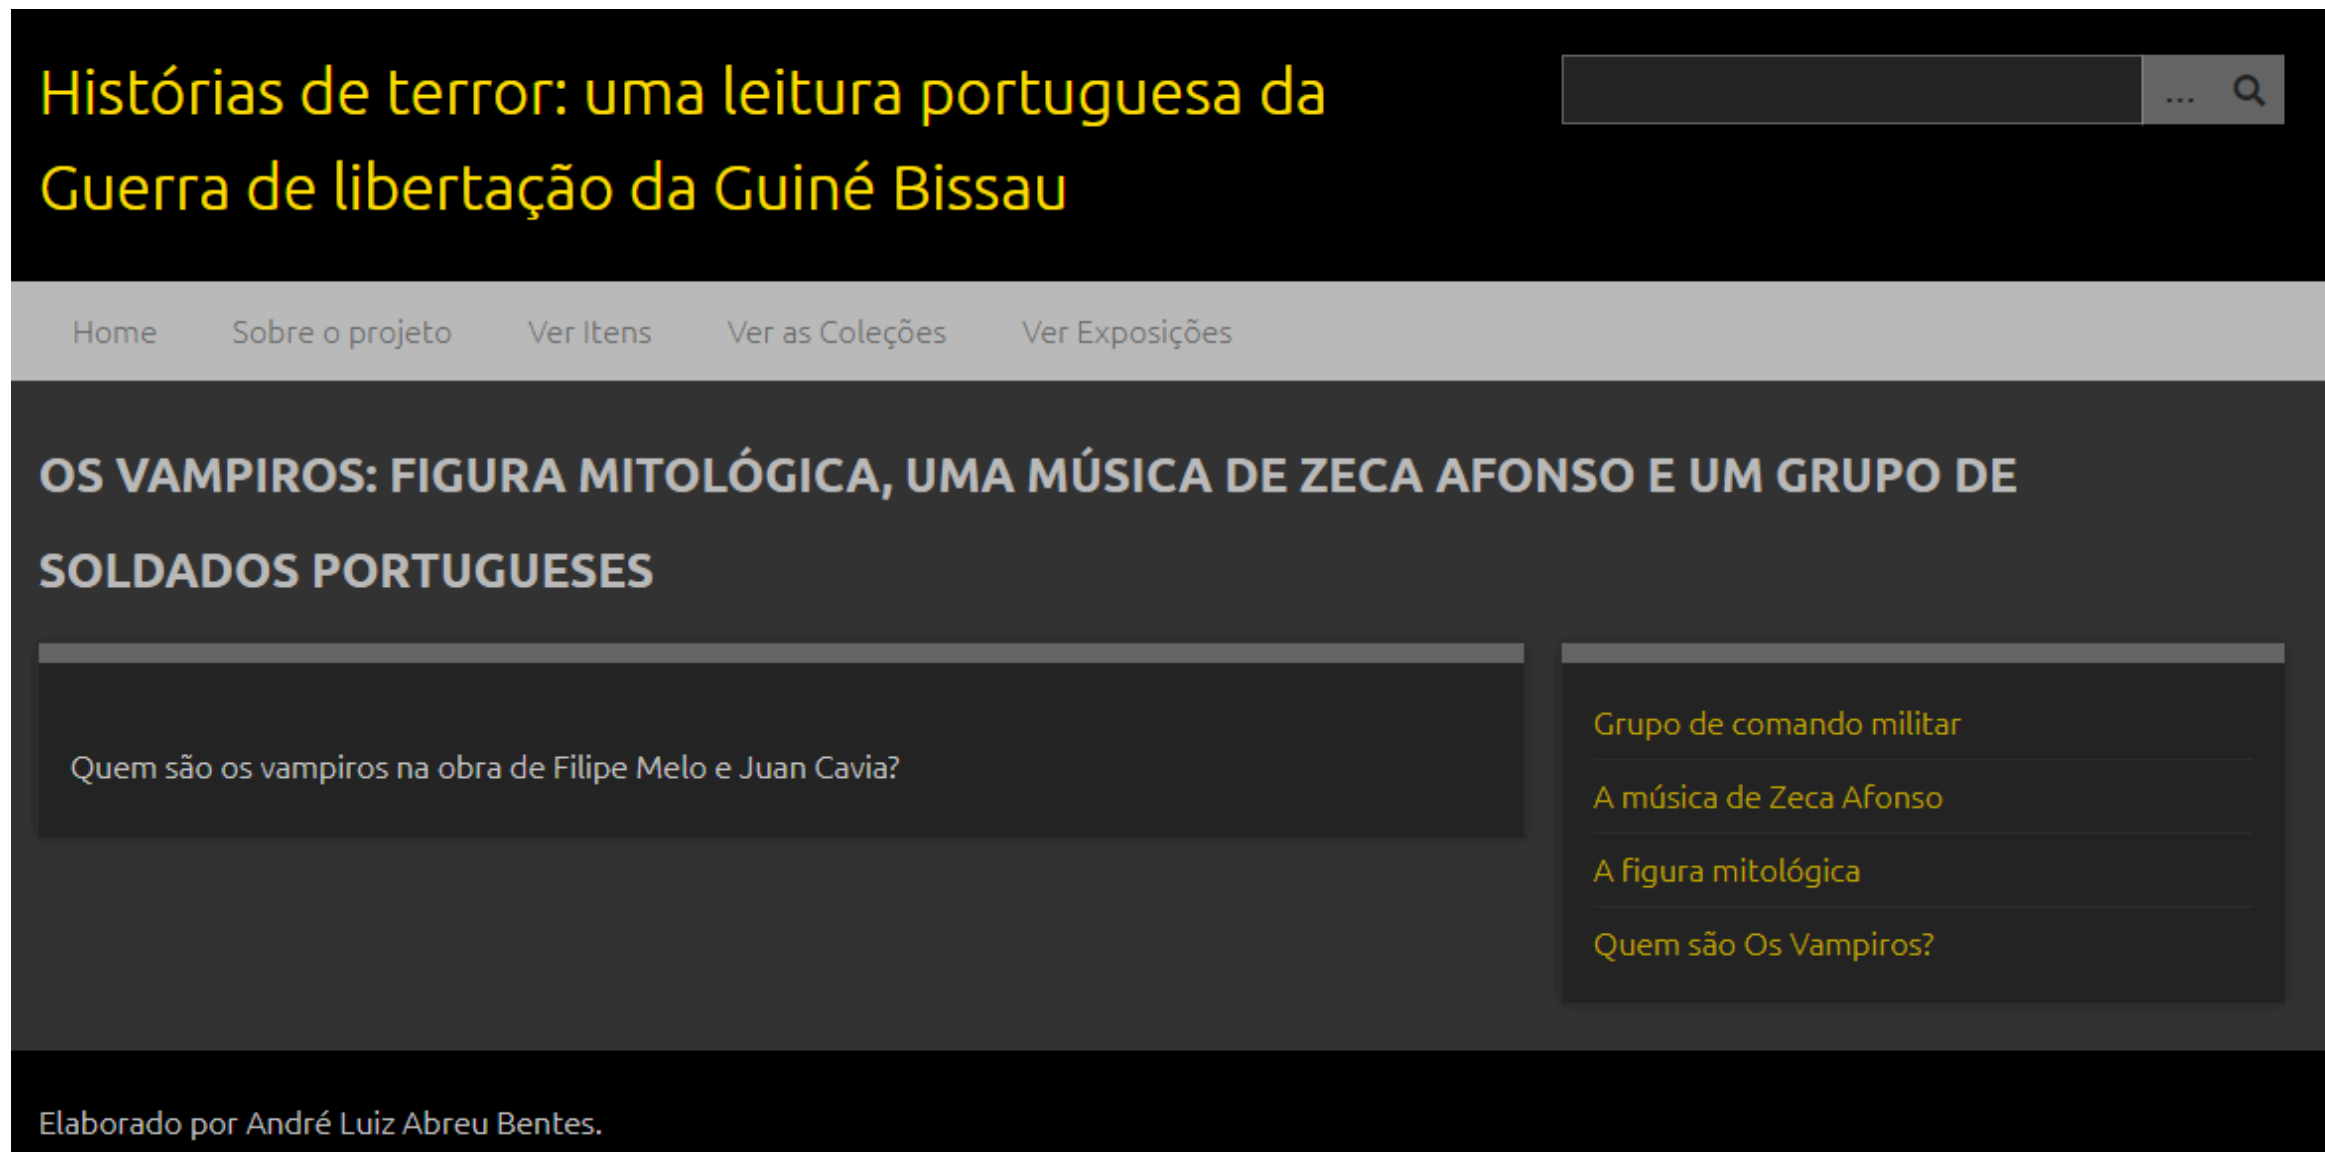 Histórias de terror: uma leitura portuguesa da
Guerra de libertação da Guiné Bissau
...
Home Sobre o projeto Ver Itens Ver as Coleções Ver Exposições
OS VAMPIROS: FIGURA MITOLÓGICA, UMA MÚSICA DE ZECA AFONSO E UM GRUPO DE
SOLDADOS PORTUGUESES
Quem são os vampiros na obra de Filipe Melo e Juan Cavia?
Grupo de comando militar
A música de Zeca Afonso
A figura mitológica
Quem são Os Vampiros?
Elaborado por André Luiz Abreu Bentes.